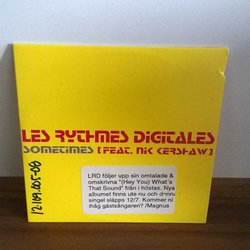 LES RYTHMES DIGITALES
SOMETIMES [FEAT. NIK KERSHAW]
LRD följer upp sin omtalade &
omskrivna "(Hey You) What´s
That Sound" från i höstas. Nya
albumet finns ute nu och denna
singel släpps 12/7. Kommer ni
ihåg gästsångaren? /Magnus